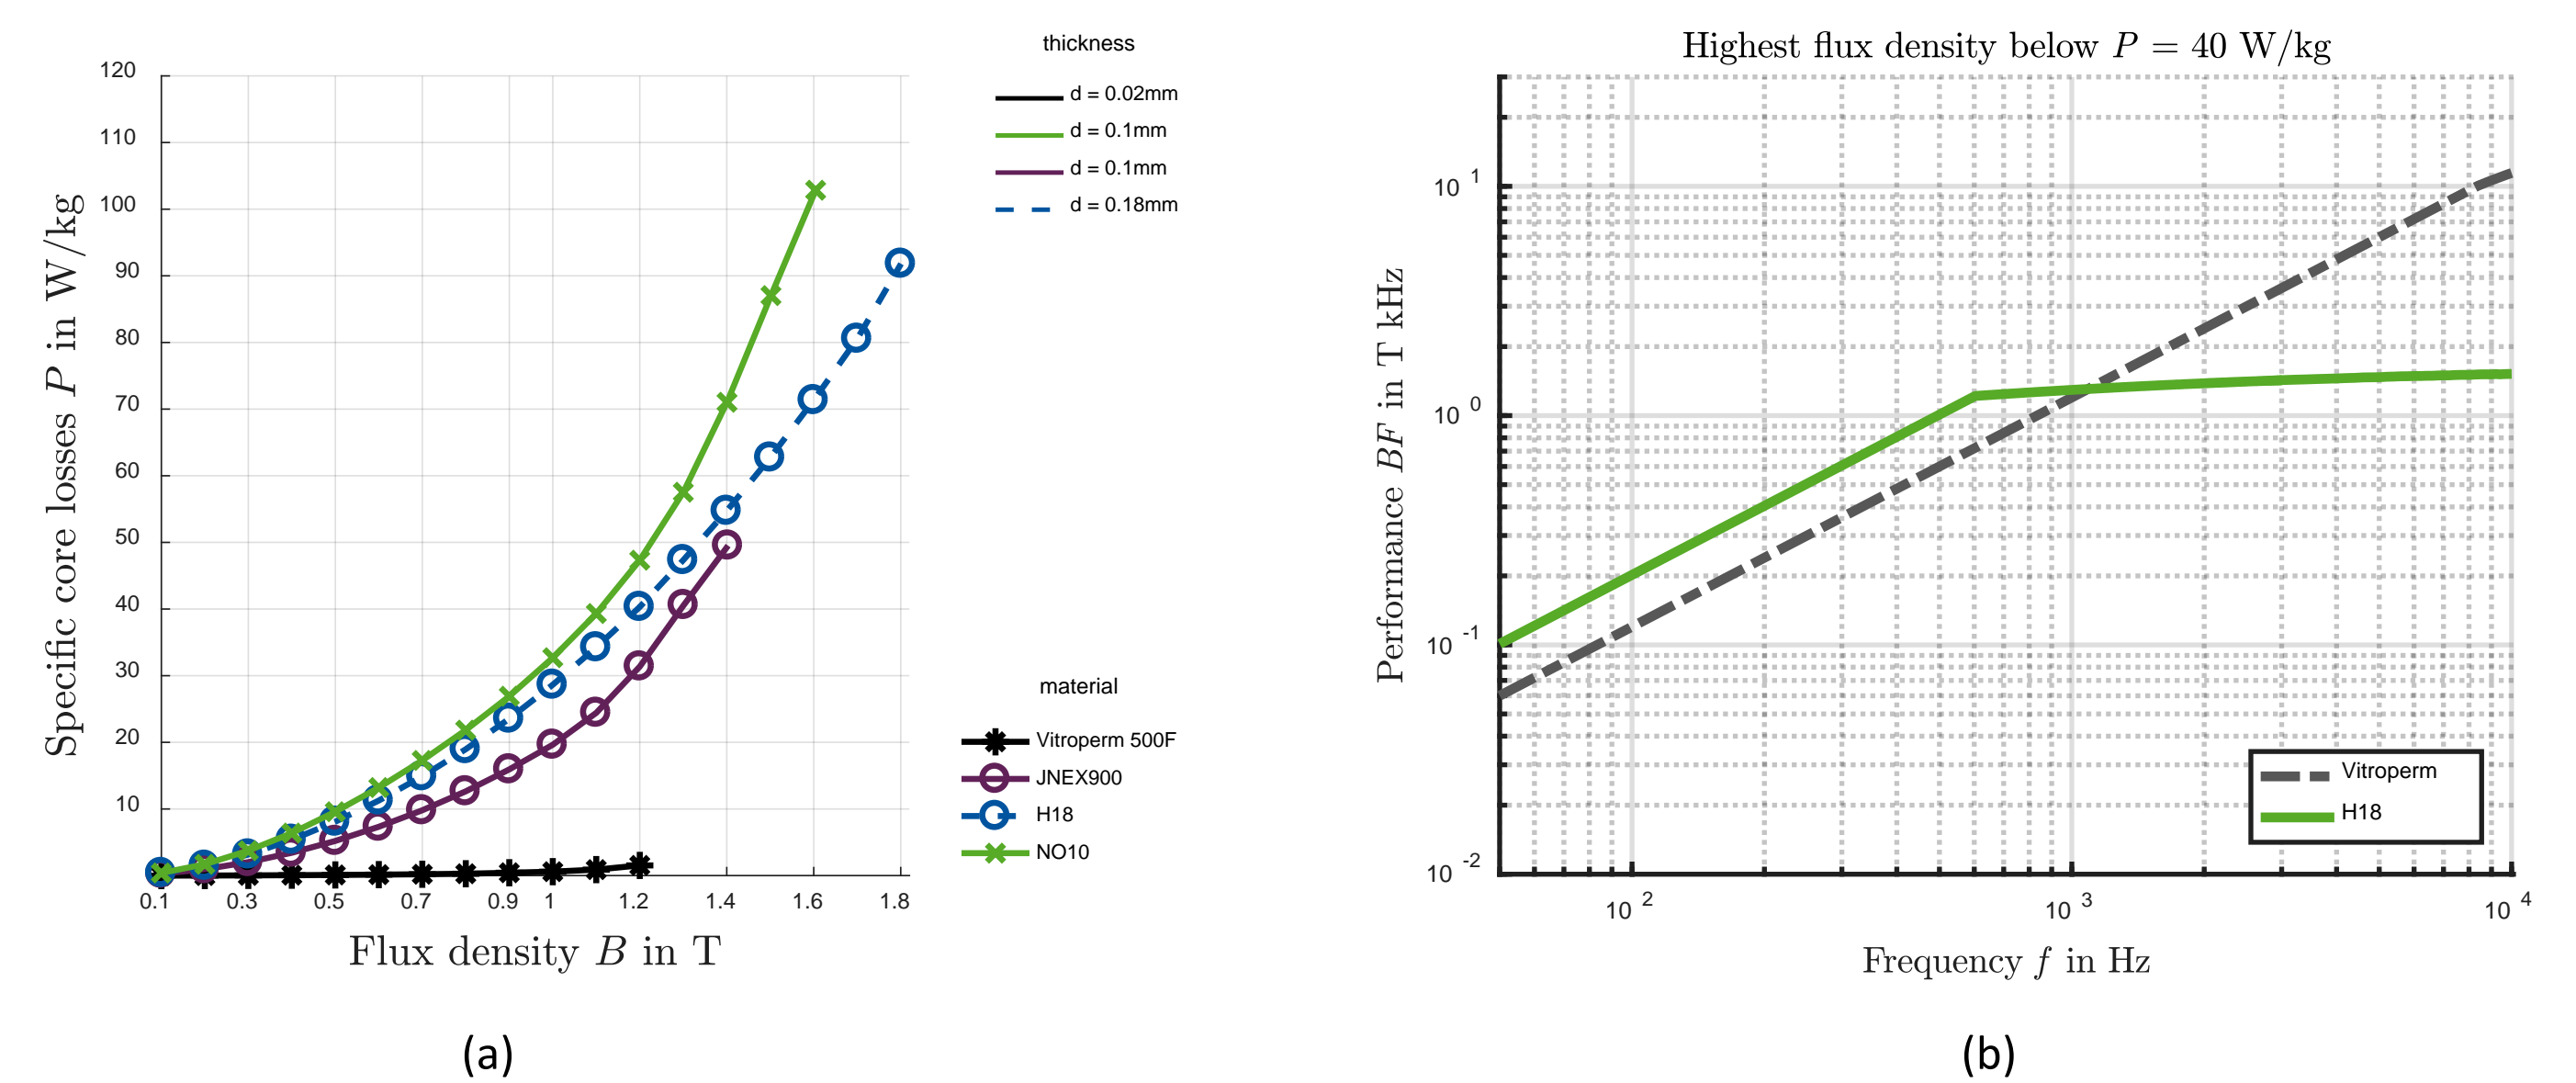 thickness
d = 0.02mm
d = 0.1mm
d = 0.1mm
d = 0.18mm
120
110
100
90
80
70
60
50
40
30
20
10
Specific core losses P in W/kg
0.1 0.3 0.5 0.7 0.9 1 1.2 1.4 1.6 1.8
Flux density B in T
material
Vitroperm 500F
JNEX900
H18
NO10
(a)
Highest flux density below P = 40 W/kg
10 1
10 0
10 -1
10 -2
Performance BF in T kHz
Vitroperm
H18
10 2 10 3 10 4
Frequency f in Hz
(b)